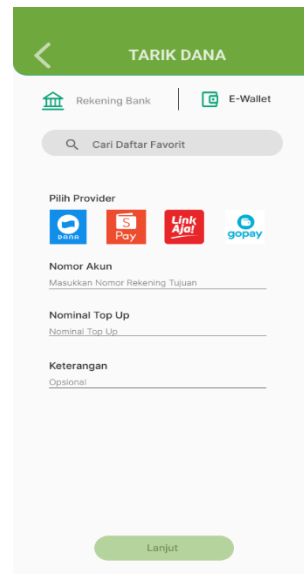 TARIK DANA
Rekening Bank
E-Wallet
Cari Daftar Favorit
Pilih Provider
DANA
S
Pay
Link
Aja!
gopay
Nomor Akun
Masukkan Nomor Rekening Tujuan
Nominal Top Up
Nominal Top Up
Keterangan
Opsional
Lanjut